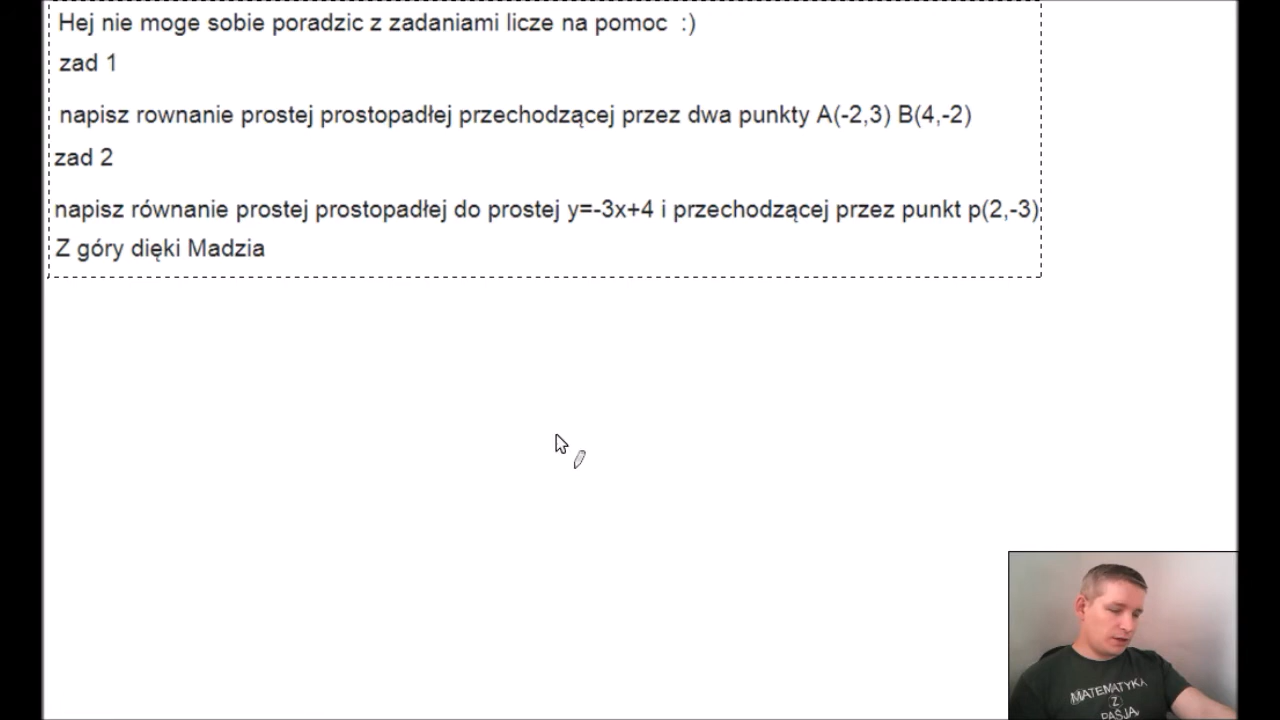 Hej nie moge sobie poradzic z zadaniami licze na pomoc :)
zad 1
napisz rownanie prostej prostopadłej przechodzącej przez dwa punkty A(-2,3) B(4,-2)
zad 2
napisz równanie prostej prostopadłej do prostej y=-3x+4 i przechodzącej przez punkt p(2,-3)
Z góry dięki Madzia
MATEMATYKA
Z
PASJĄ